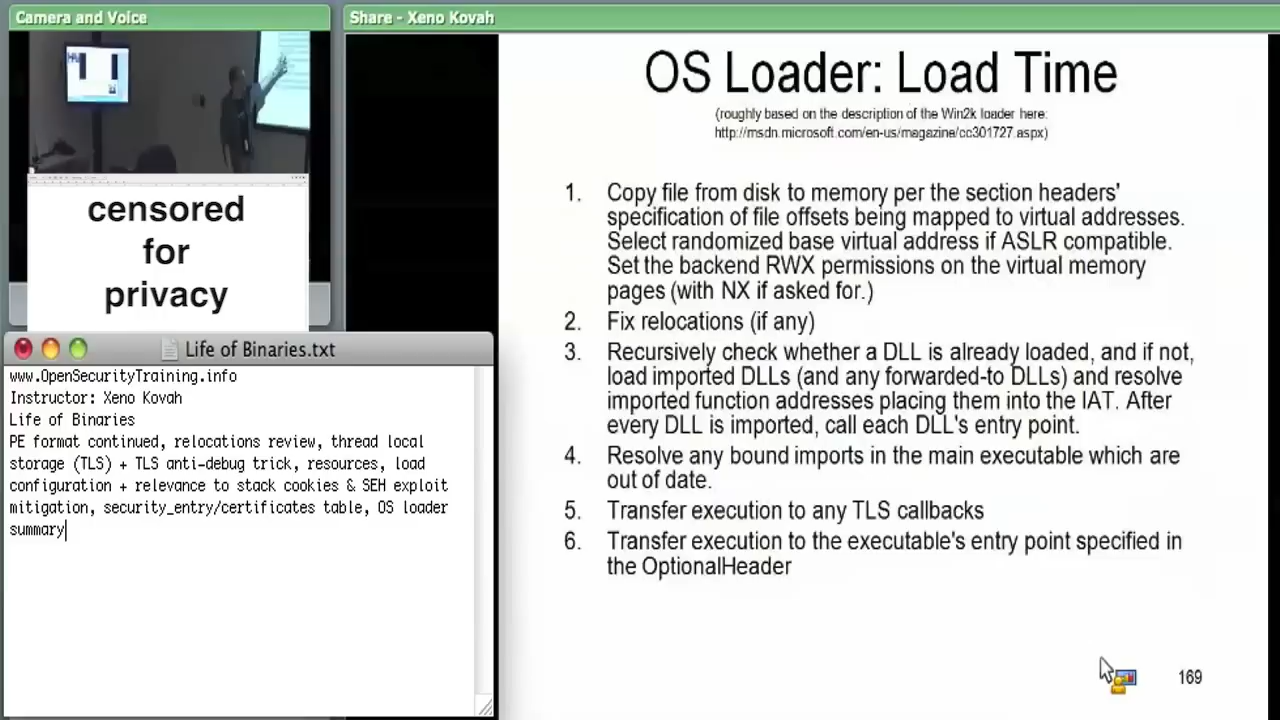 Camera and Voice
Share - Xeno Kovah
censored
for
privacy
Life of Binaries.txt
www.OpenSecurityTraining.info
Instructor: Xeno Kovah
Life of Binaries
PE format continued, relocations review, thread local
storage (TLS) + TLS anti-debug trick, resources, load
configuration + relevance to stack cookies & SEH exploit
mitigation, security_entry/certificates table, OS loader
summary
OS Loader: Load Time
(roughly based on the description of the Win2k loader here:
http://msdn.microsoft.com/en-us/magazine/cc301727.aspx)
1. Copy file from disk to memory per the section headers'
specification of file offsets being mapped to virtual addresses.
Select randomized base virtual address if ASLR compatible.
Set the backend RWX permissions on the virtual memory
pages (with NX if asked for.)
2. Fix relocations (if any)
3. Recursively check whether a DLL is already loaded, and if not,
load imported DLLs (and any forwarded-to DLLs) and resolve
imported function addresses placing them into the IAT. After
every DLL is imported, call each DLL's entry point.
4. Resolve any bound imports in the main executable which are
out of date.
5. Transfer execution to any TLS callbacks
6. Transfer execution to the executable's entry point specified in
the OptionalHeader
169